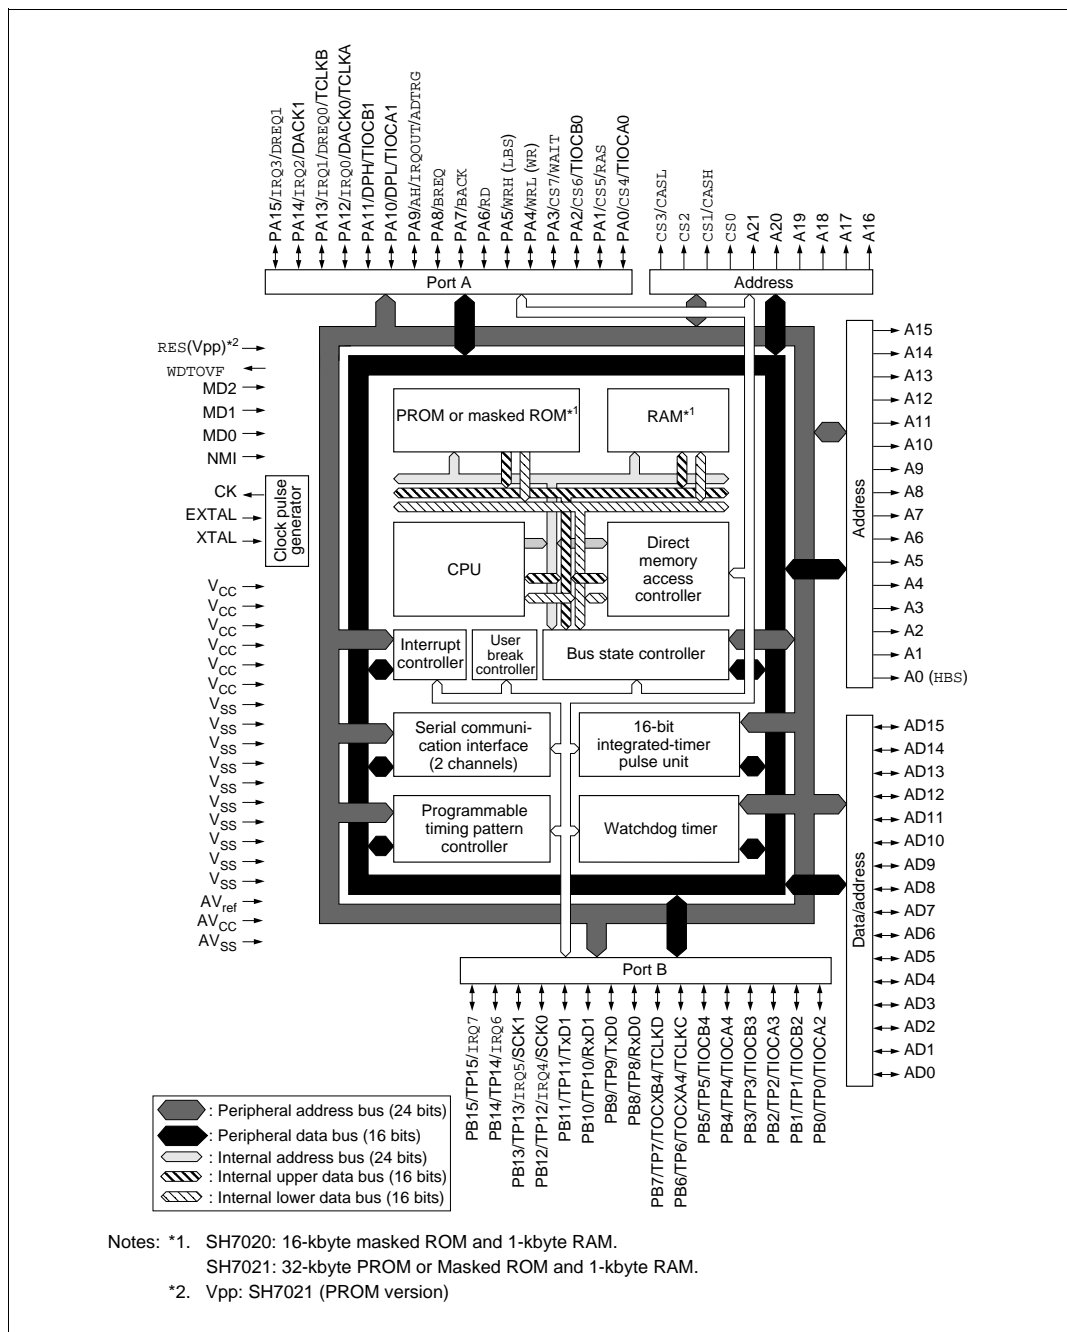 PA15/IRQ3/DREQ1
PA14/IRQ2/DACK1
PA13/IRQ1/DREQ0/TCLKB
PA12/IRQ0/DACK0/TCLKA
PA11/DPH/TIOCB1
PA10/DPL/TIOCA1
PA9/AH/IRQOUT/ADTRG
PA8/BREQ
PA7/BACK
PA6/RD
PA5/WRH (LBS)
PA4/WRL (WR)
PA3/CS7/WAIT
PA2/CS6/TIOCB0
PA1/CS5/RAS
PA0/CS4/TIOCA0
CS3/CASL
CS2
CS1/CASH
CS0
A21
A20
A19
A18
A17
A16
Port A
Address
RES(Vpp)*2
WDTOVF
MD2
MD1
MD0
NMI
CK
EXTAL
XTAL
Clock pulse
generator
VCC
VCC
VCC
VCC
VCC
VCC
VSS
VSS
VSS
VSS
VSS
VSS
VSS
VSS
VSS
VSS
AVref
AVCC
AVSS
PROM or masked ROM*1
RAM*1
CPU
Direct
memory
access
controller
Interrupt
controller
User
break
controller
Bus state controller
Serial communi-
cation interface
(2 channels)
16-bit
integrated-timer
pulse unit
Programmable
timing pattern
controller
Watchdog timer
Address
A15
A14
A13
A12
A11
A10
A9
A8
A7
A6
A5
A4
A3
A2
A1
A0 (HBS)
Data/address
AD15
AD14
AD13
AD12
AD11
AD10
AD9
AD8
AD7
AD6
AD5
AD4
AD3
AD2
AD1
AD0
Port B
PB15/TP15/IRQ7
PB14/TP14/IRQ6
PB13/TP13/IRQ5/SCK1
PB12/TP12/IRQ4/SCK0
PB11/TP11/TxD1
PB10/TP10/RxD1
PB9/TP9/TxD0
PB8/TP8/RxD0
PB7/TP7/TOCXB4/TCLKD
PB6/TP6/TOCXA4/TCLKC
PB5/TP5/TIOCB4
PB4/TP4/TIOCA4
PB3/TP3/TIOCB3
PB2/TP2/TIOCA3
PB1/TP1/TIOCB2
PB0/TP0/TIOCA2
: Peripheral address bus (24 bits)
: Peripheral data bus (16 bits)
: Internal address bus (24 bits)
: Internal upper data bus (16 bits)
: Internal lower data bus (16 bits)
Notes: *1. SH7020: 16-kbyte masked ROM and 1-kbyte RAM.
SH7021: 32-kbyte PROM or Masked ROM and 1-kbyte RAM.
*2. Vpp: SH7021 (PROM version)